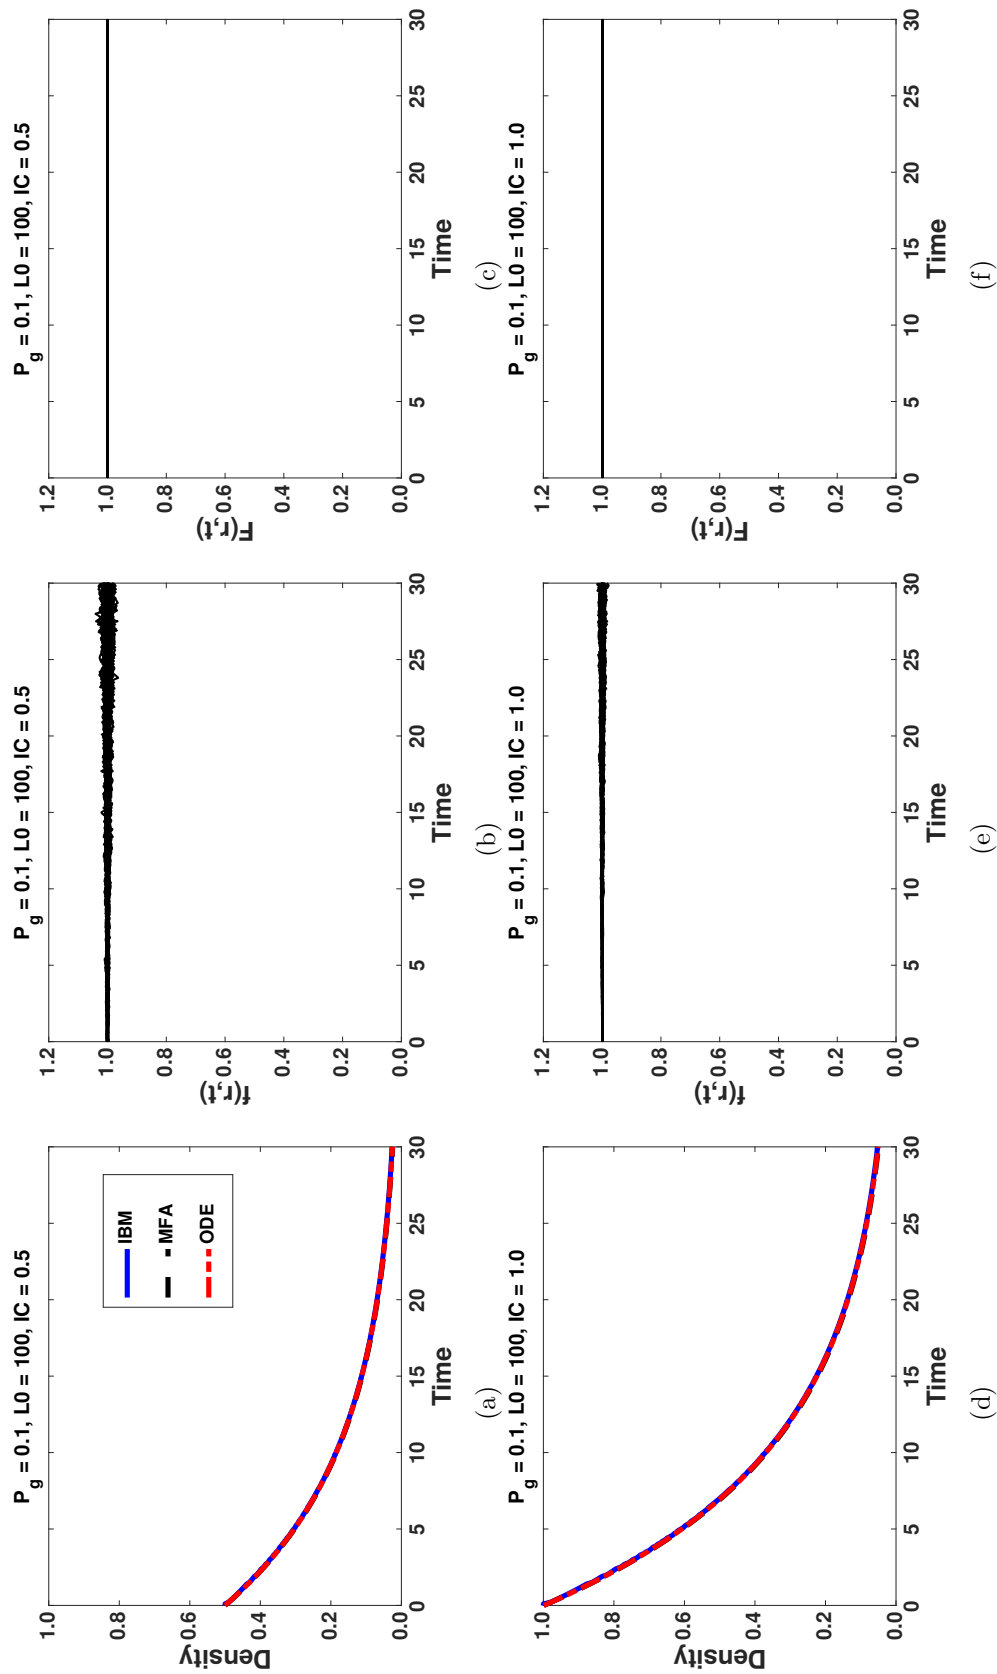 P_g = 0.1, L0 = 100, IC = 0.5
Density
1.0
0.8
0.6
0.4
0.2
0.0
IBM
MFA
ODE
0 5 10 15 20 25 30
Time
(a)
P_g = 0.1, L0 = 100, IC = 0.5
f(r,t)
1.2
1.0
0.8
0.6
0.4
0.2
0.0
0 5 10 15 20 25 30
Time
(b)
P_g = 0.1, L0 = 100, IC = 0.5
F(r,t)
1.2
1.0
0.8
0.6
0.4
0.2
0.0
0 5 10 15 20 25 30
Time
(c)
P_g = 0.1, L0 = 100, IC = 1.0
Density
1.0
0.8
0.6
0.4
0.2
0.0
0 5 10 15 20 25 30
Time
(d)
P_g = 0.1, L0 = 100, IC = 1.0
f(r,t)
1.2
1.0
0.8
0.6
0.4
0.2
0.0
0 5 10 15 20 25 30
Time
(e)
P_g = 0.1, L0 = 100, IC = 1.0
F(r,t)
1.2
1.0
0.8
0.6
0.4
0.2
0.0
0 5 10 15 20 25 30
Time
(f)